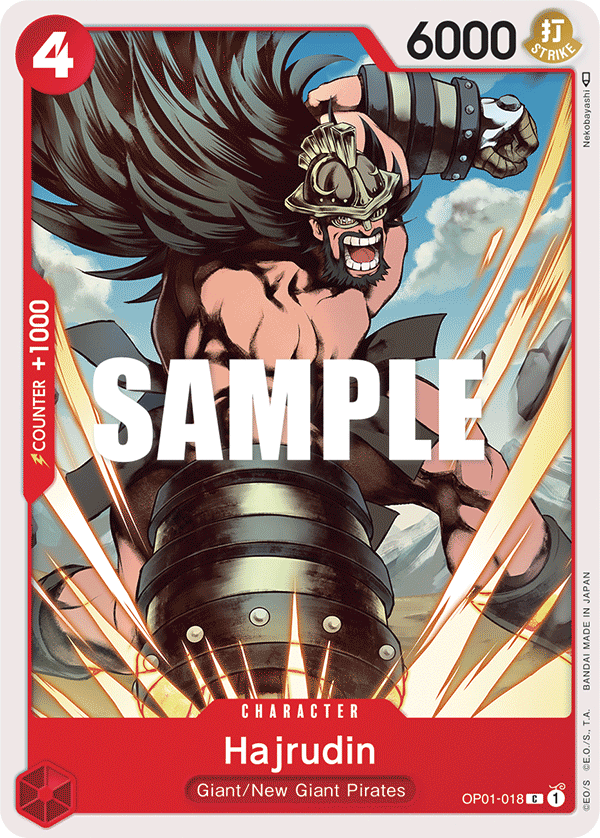 4
6000
打
STRIKE
Nekobayashi
COUNTER +1000
SAMPLE
BANDAI MADE IN JAPAN
©E.O./S., T.A.
©EO/S
CHARACTER
Hajrudin
Giant/New Giant Pirates
OP01-018 C 1